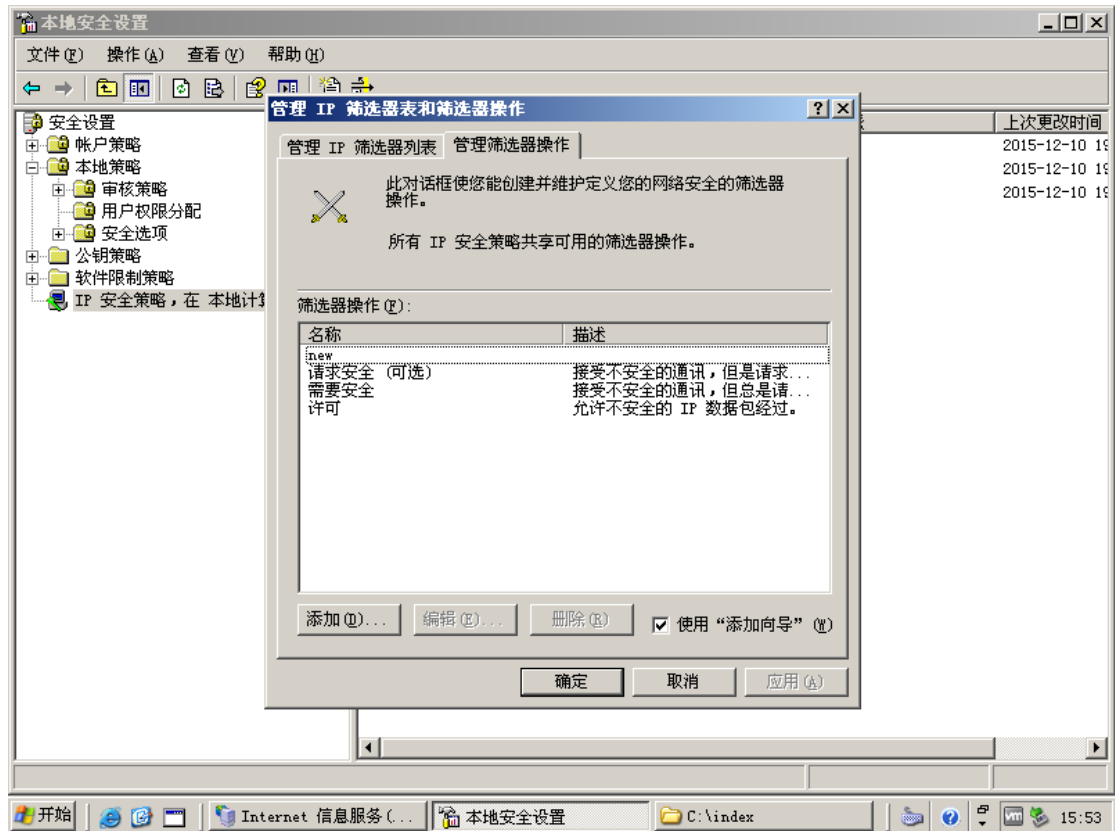 本地安全设置
文件(F) 操作(A) 查看(V) 帮助(H)
管理 IP 筛选器表和筛选器操作
安全设置
帐户策略
本地策略
审核策略
用户权限分配
安全选项
公钥策略
软件限制策略
IP 安全策略，在 本地计
管理 IP 筛选器列表 管理筛选器操作
此对话框使您能创建并维护定义您的网络安全的筛选器
操作。
所有 IP 安全策略共享可用的筛选器操作。
筛选器操作(F):
名称 描述
new
请求安全 (可选) 接受不安全的通讯，但是请求...
需要安全 接受不安全的通讯，但总是请...
许可 允许不安全的 IP 数据包经过。
添加(D)... 编辑(E)... 删除(R) 使用“添加向导”(W)
确定 取消 应用(A)
上次更改时间
2015-12-10 19
2015-12-10 19
2015-12-10 19
开始 Internet 信息服务(... 本地安全设置 C:\index 15:53